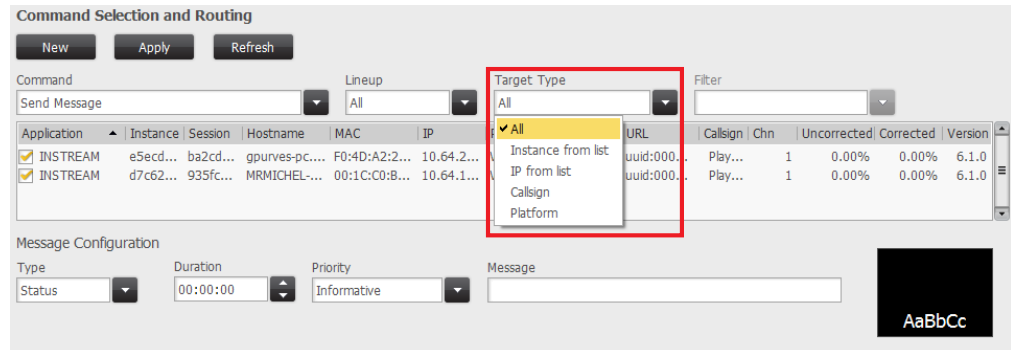 Command Selection and Routing
New Apply Refresh
Command Lineup Target Type Filter
Send Message All All
Application Instance Session Hostname MAC IP URL Callsign Chn Uncorrected Corrected Version
INSTREAM e5ecd... ba2cd... gpurves-pc.... F0:4D:A2:2... 10.64.2... uuid:000... Play... 1 0.00% 0.00% 6.1.0
INSTREAM d7c62... 935fc... MRMICHEL-... 00:1C:C0:B... 10.64.1... uuid:000... Play... 1 0.00% 0.00% 6.1.0
All
Instance from list
IP from list
Callsign
Platform
Message Configuration
Type Duration Priority Message
Status 00:00:00 Informative
AaBbCc